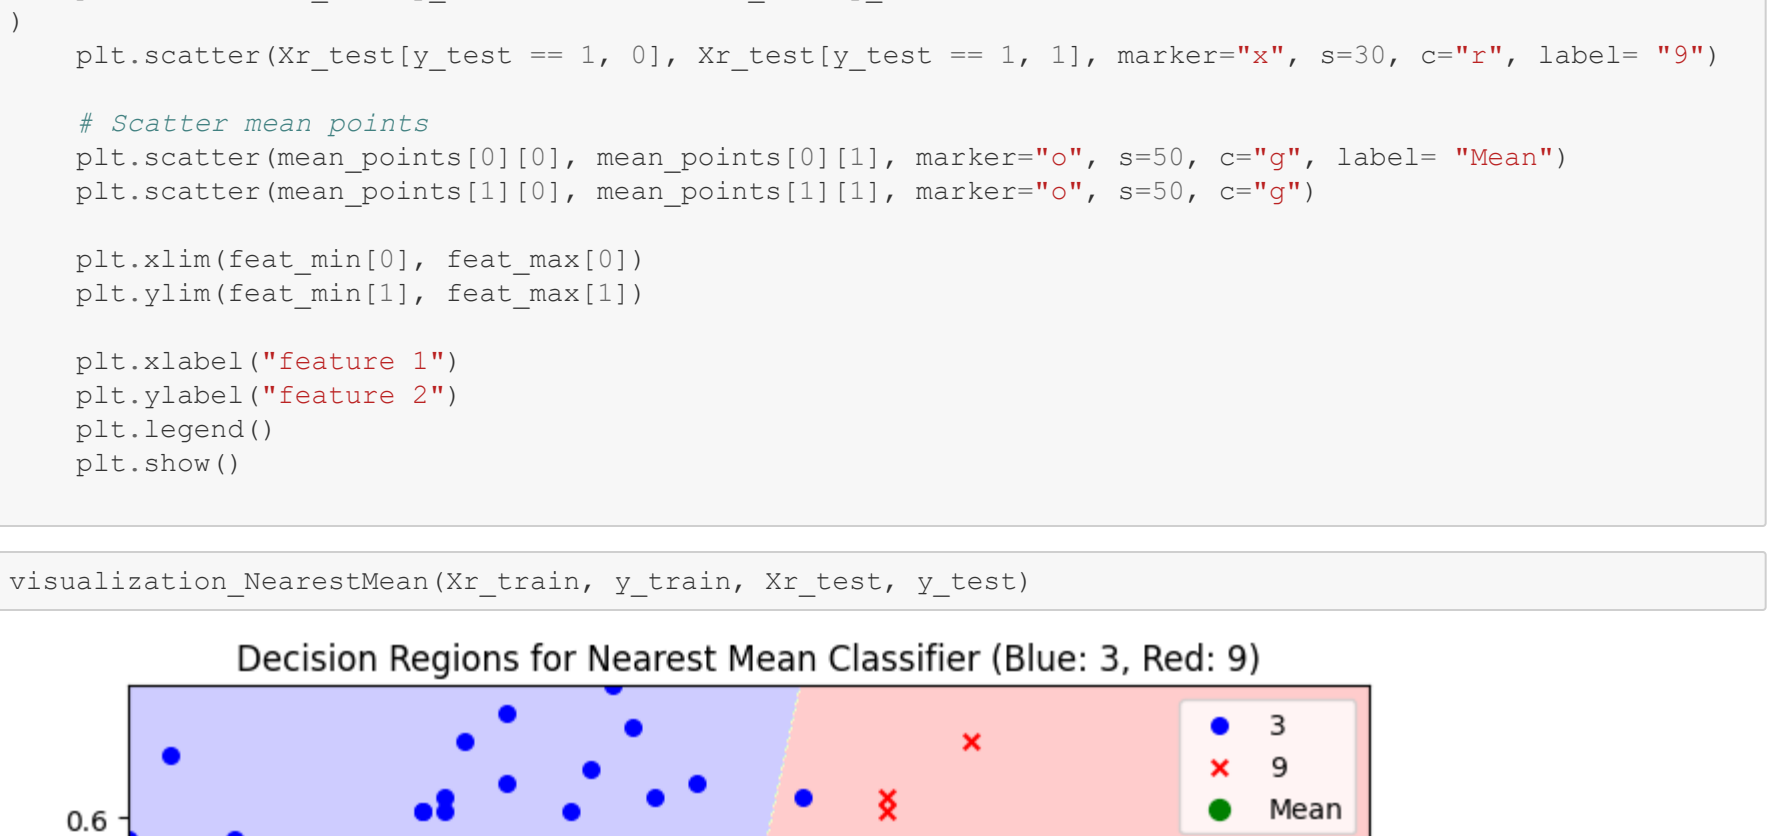 )
    plt.scatter(Xr_test[y_test == 1, 0], Xr_test[y_test == 1, 1], marker="x", s=30, c="r", label= "9")
    # Scatter mean points
    plt.scatter(mean_points[0][0], mean_points[0][1], marker="o", s=50, c="g", label= "Mean")
    plt.scatter(mean_points[1][0], mean_points[1][1], marker="o", s=50, c="g")
    plt.xlim(feat_min[0], feat_max[0])
    plt.ylim(feat_min[1], feat_max[1])
    plt.xlabel("feature 1")
    plt.ylabel("feature 2")
    plt.legend()
    plt.show()
visualization_NearestMean(Xr_train, y_train, Xr_test, y_test)
Decision Regions for Nearest Mean Classifier (Blue: 3, Red: 9)
3
9
Mean
0.6